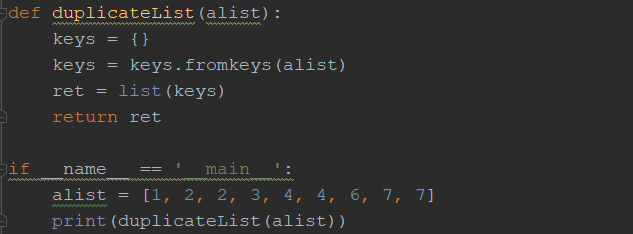 def duplicateList(alist):
    keys = {}
    keys = keys.fromkeys(alist)
    ret = list(keys)
    return ret
if __name__ == '__main__':
    alist = [1, 2, 2, 3, 4, 4, 6, 7, 7]
    print(duplicateList(alist))